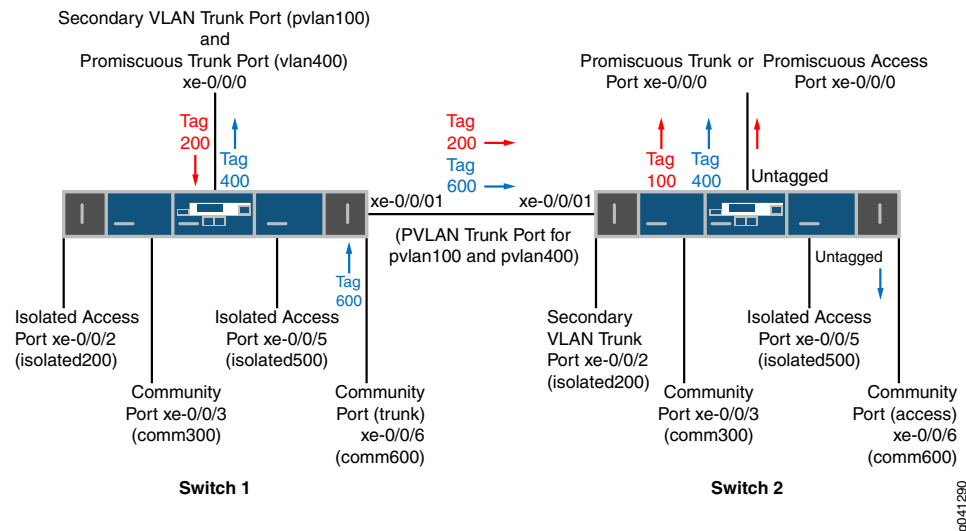 Secondary VLAN Trunk Port (pvlan100)
and
Promiscuous Trunk Port (vlan400)
xe-0/0/0
Promiscuous Trunk or Promiscuous Access
Port xe-0/0/0 Port xe-0/0/0
Tag
200
Tag
400
Tag
200
Tag
600
Tag
100
Tag
400
Untagged
xe-0/0/01
xe-0/0/01
(PVLAN Trunk Port for
pvlan100 and pvlan400)
Tag
600
Untagged
Isolated Access
Port xe-0/0/2
(isolated200)
Isolated Access
Port xe-0/0/5
(isolated500)
Secondary
VLAN Trunk
Port xe-0/0/2
(isolated200)
Isolated Access
Port xe-0/0/5
(isolated500)
Community
Port xe-0/0/3
(comm300)
Community
Port (trunk)
xe-0/0/6
(comm600)
Community
Port xe-0/0/3
(comm300)
Community
Port (access)
xe-0/0/6
(comm600)
Switch 1
Switch 2
g041290